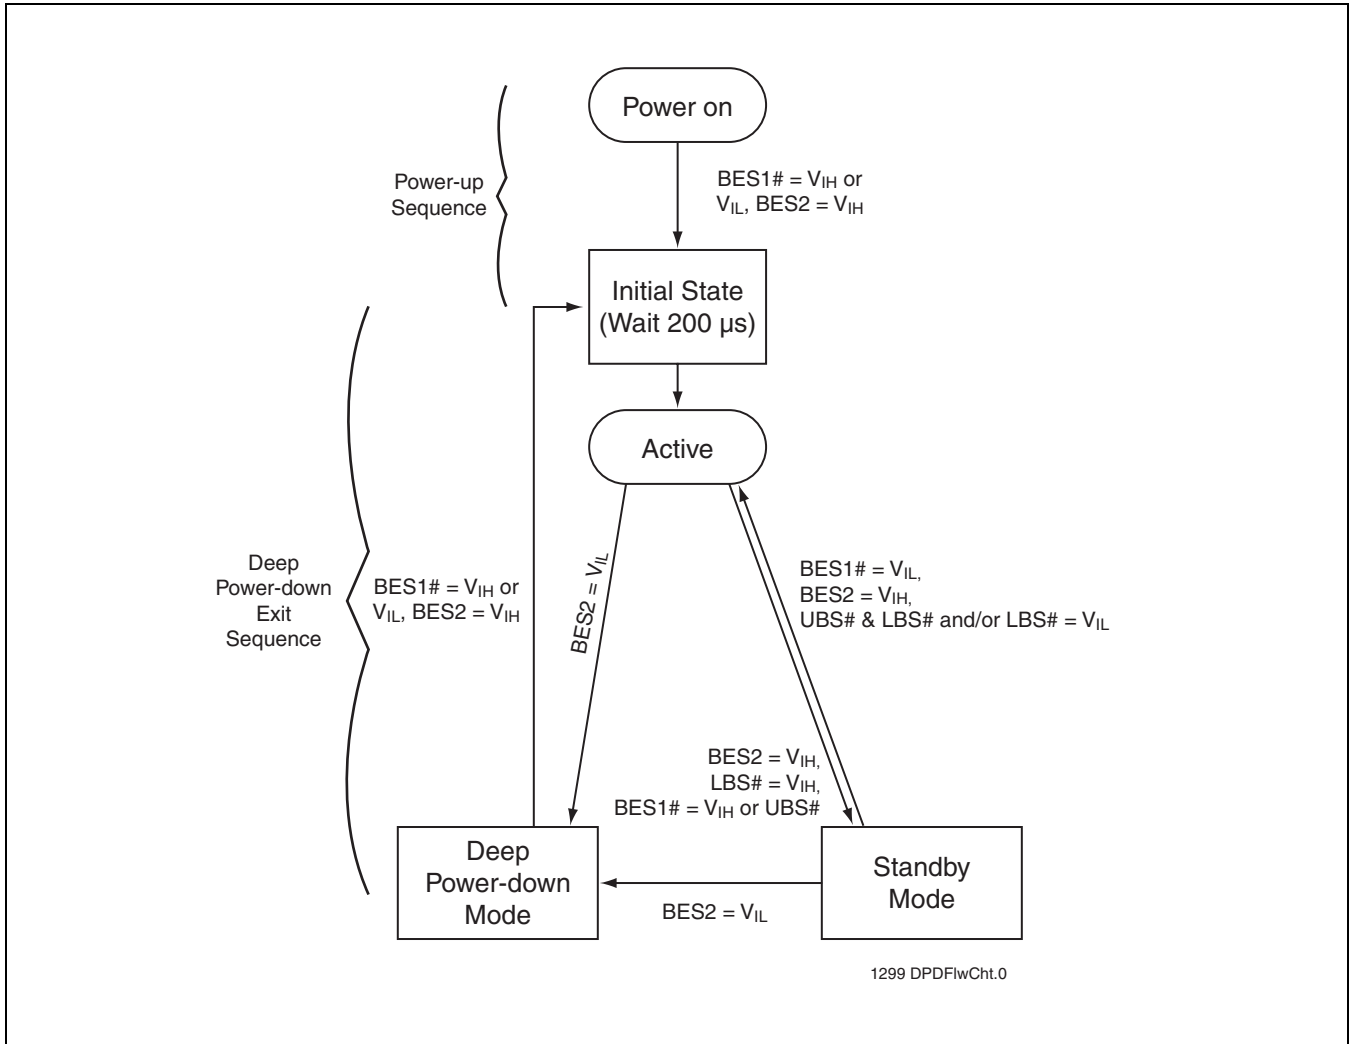 Power on
Power-up
Sequence
BES1# = VIH or
VIL, BES2 = VIH
Initial State
(Wait 200 µs)
Active
Deep
Power-down
Exit
Sequence
BES1# = VIH or
VIL, BES2 = VIH
BES2 = VIL
BES1# = VIL,
BES2 = VIH,
UBS# & LBS# and/or LBS# = VIL
BES2 = VIH,
LBS# = VIH,
BES1# = VIH or UBS#
Deep
Power-down
Mode
BES2 = VIL
Standby
Mode
1299 DPDFlwCht.0